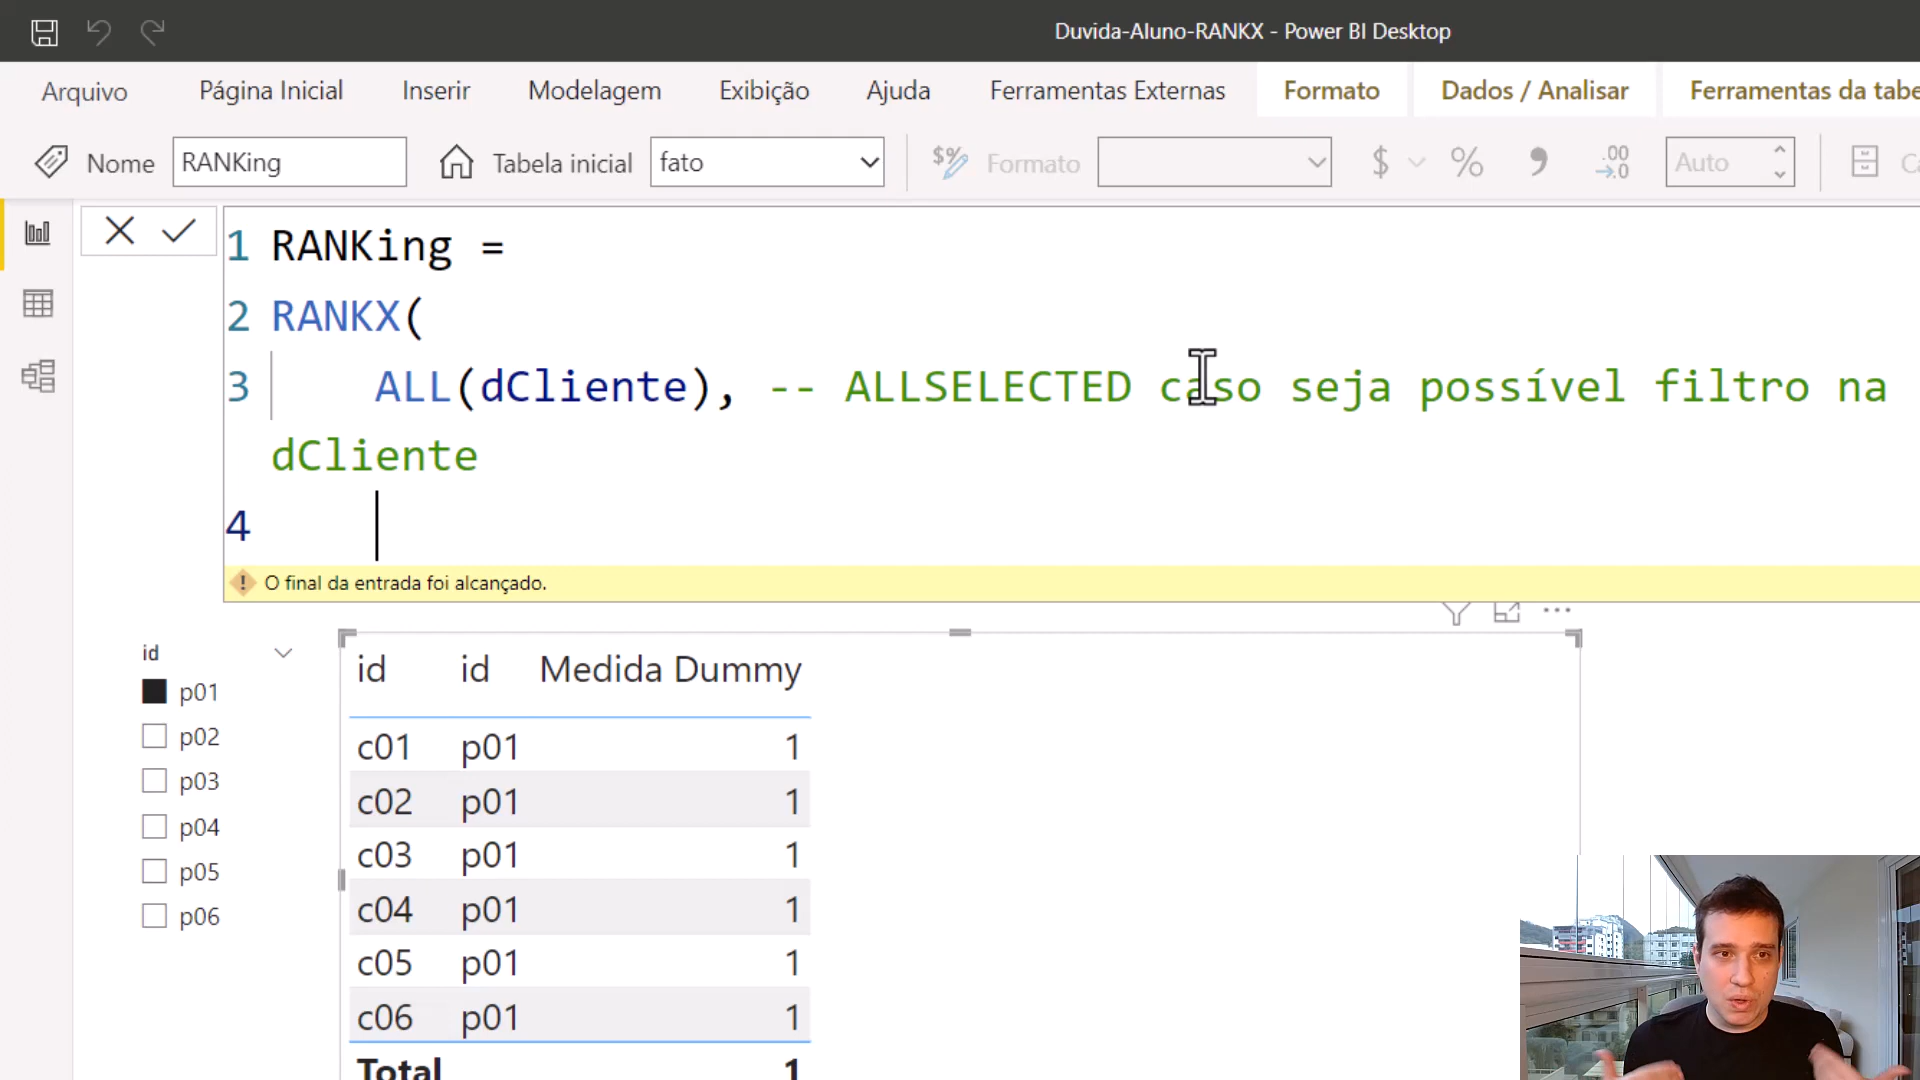 Duvida-Aluno-RANKX - Power BI Desktop
Arquivo Página Inicial Inserir Modelagem Exibição Ajuda Ferramentas Externas Formato Dados / Analisar Ferramentas da tabe
Nome RANKing Tabela inicial fato Formato $ % .00 →.0 Auto
1 RANKing =
2 RANKX(
3 ALL(dCliente), -- ALLSELECTED caso seja possível filtro na
dCliente
4
O final da entrada foi alcançado.
id
p01
p02
p03
p04
p05
p06
id id Medida Dummy
c01 p01 1
c02 p01 1
c03 p01 1
c04 p01 1
c05 p01 1
c06 p01 1
Total 1